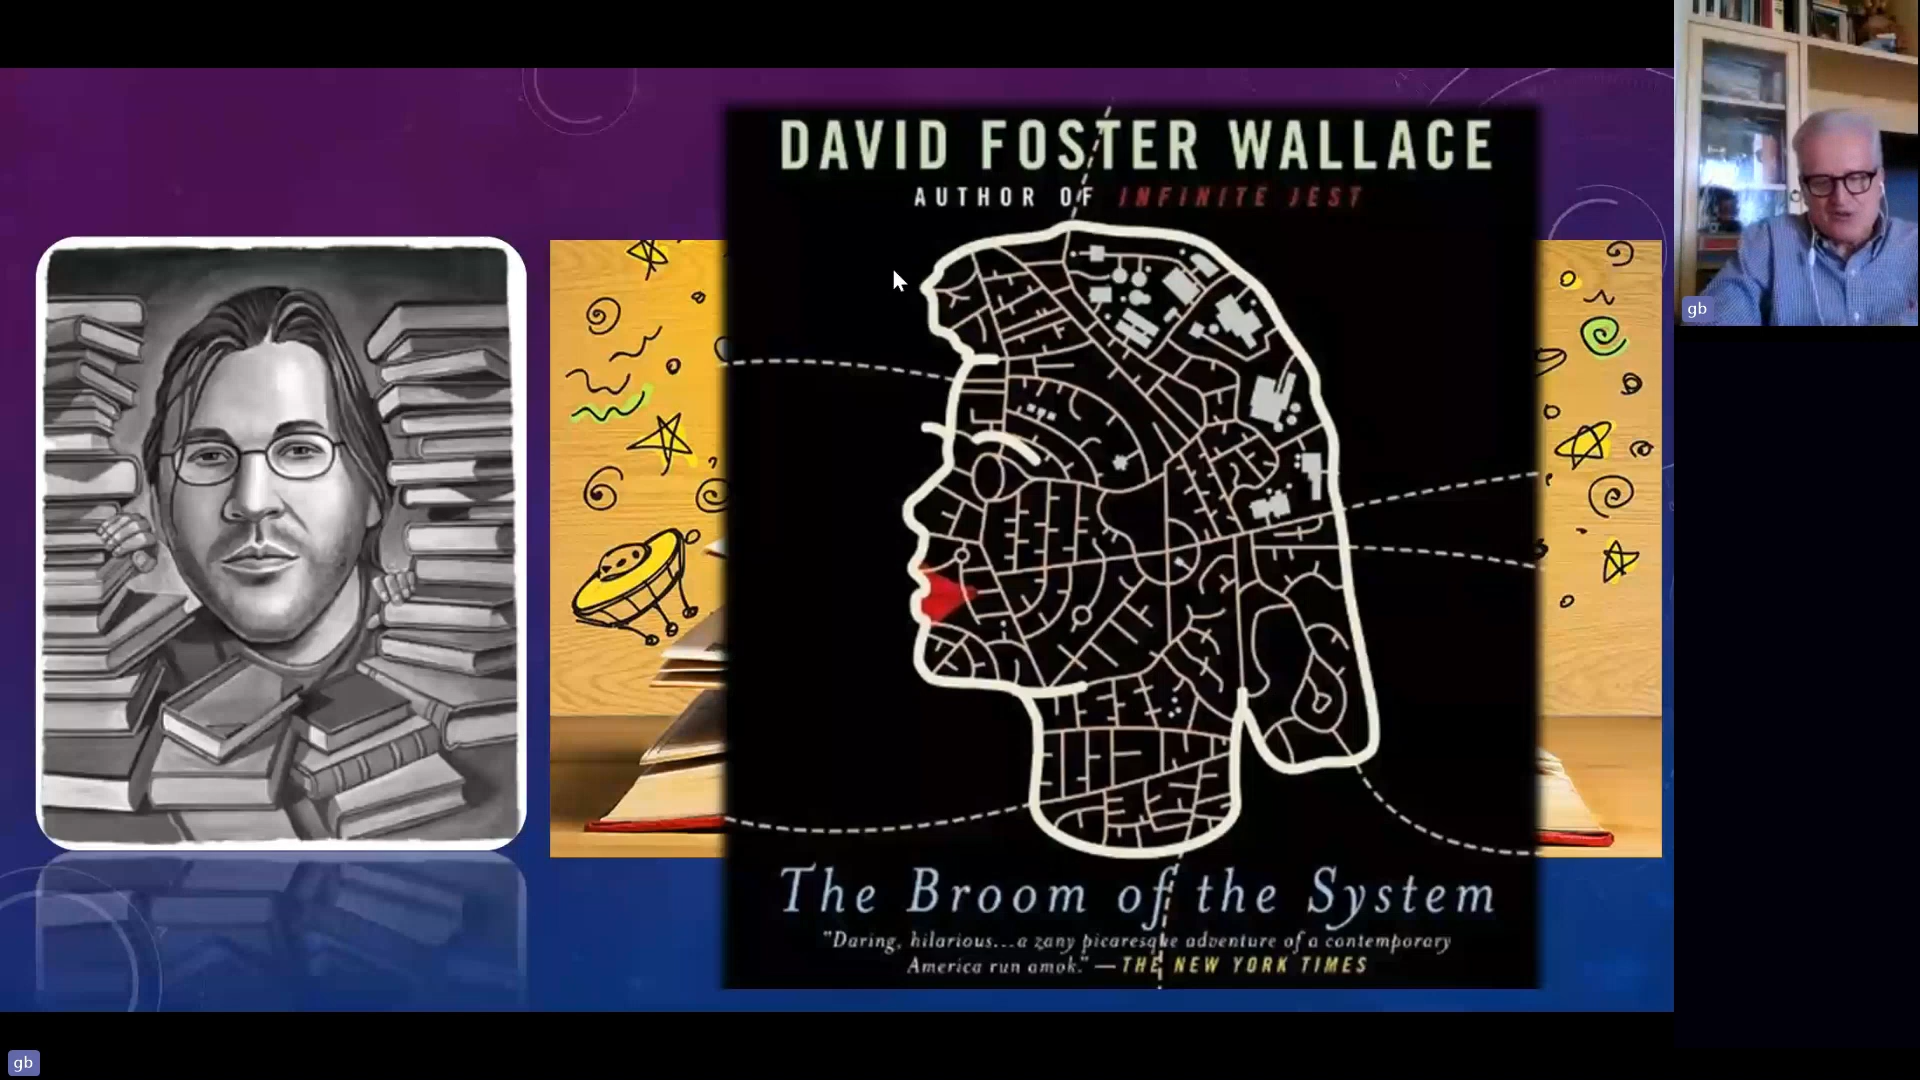 DAVID FOSTER WALLACE
AUTHOR OF INFINITE JEST
The Broom of the System
"Daring, hilarious...a zany picaresque adventure of a contemporary
America run amok." — THE NEW YORK TIMES
gb
gb